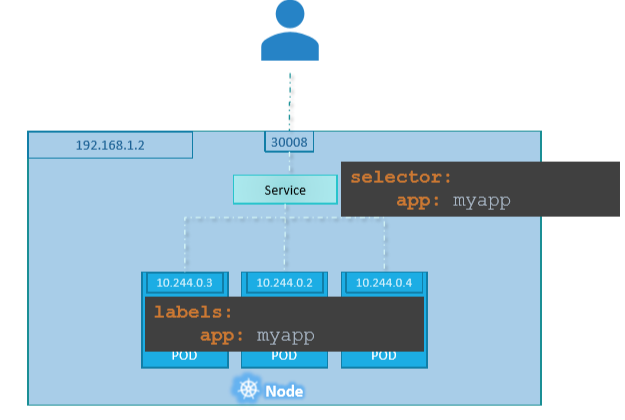 192.168.1.2
30008
Service
selector:
app: myapp
10.244.0.3
10.244.0.2
10.244.0.4
labels:
app: myapp
POD
POD
POD
Node